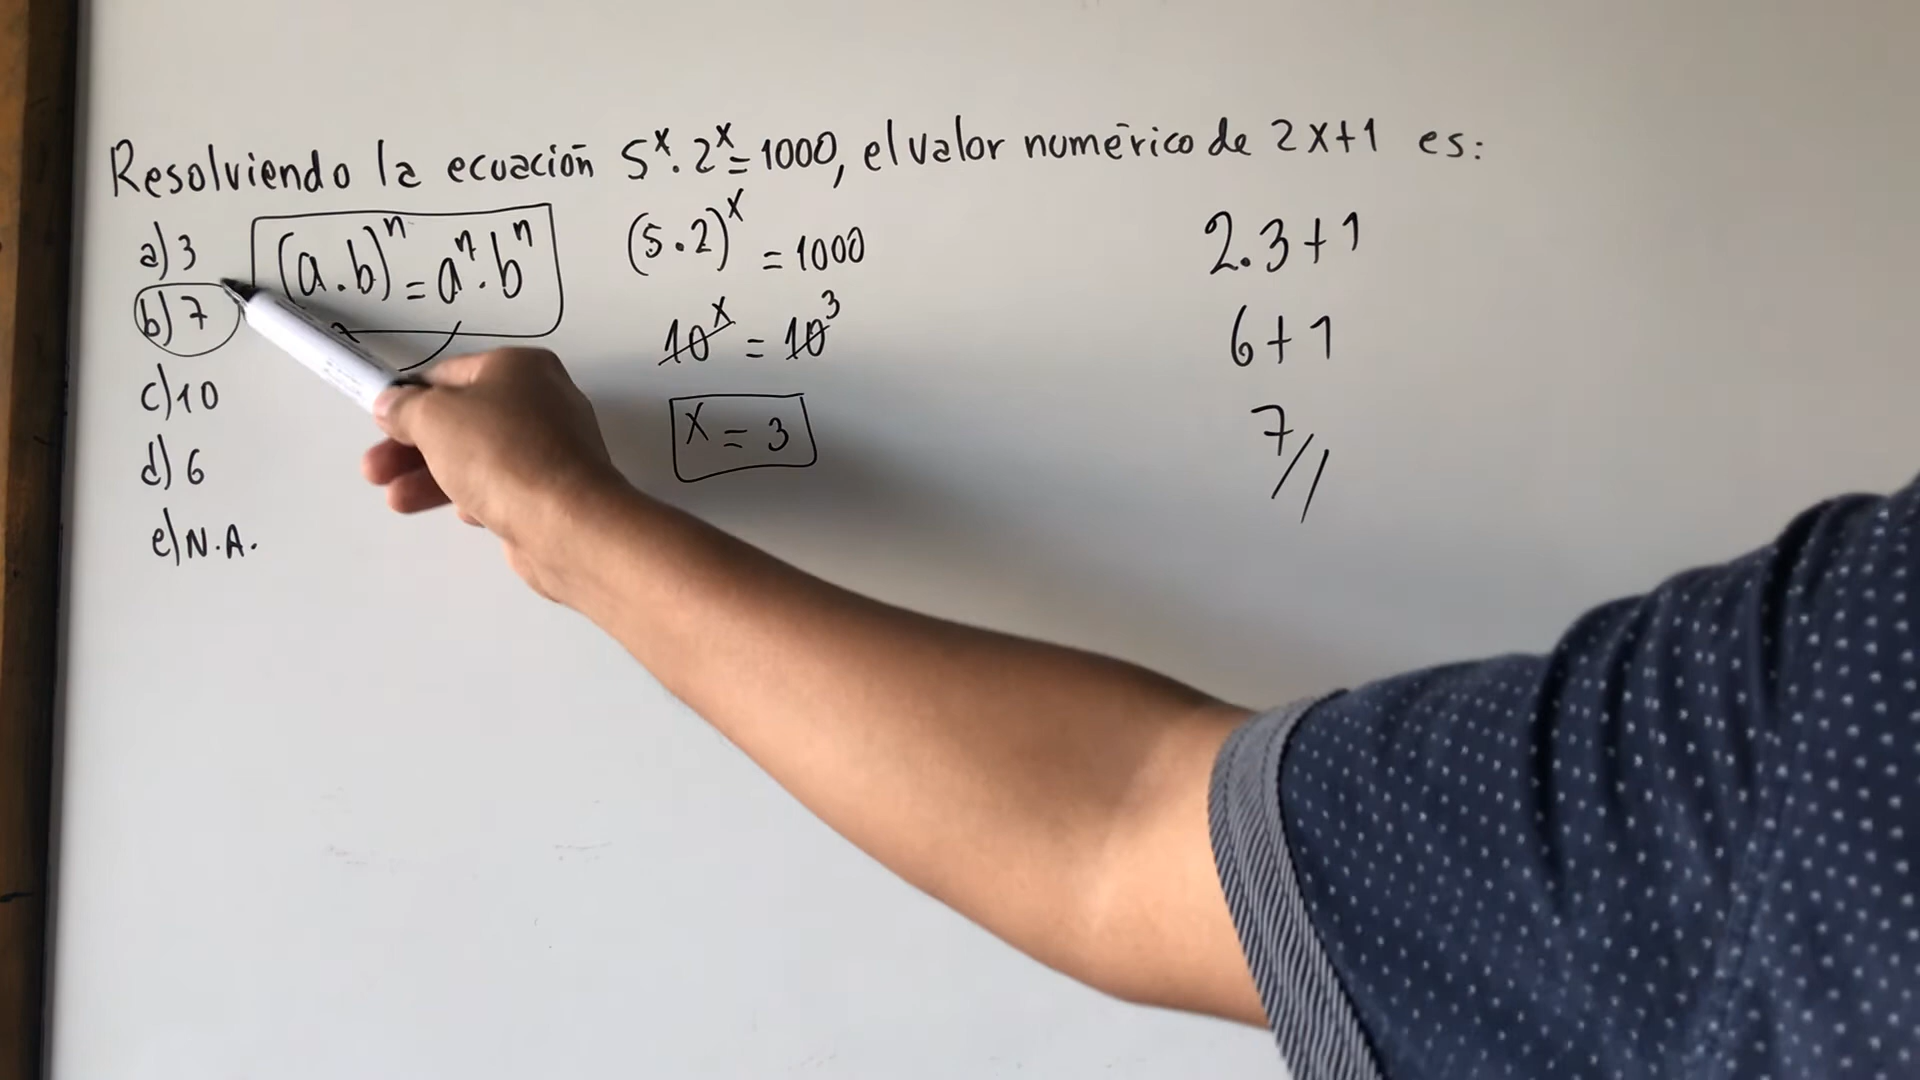 Resolviendo la ecuación 5ˣ · 2ˣ = 1000, el valor numérico de 2x+1 es:
a) 3
b) 7
c) 10
d) 6
e) N.A.
(a.b)ⁿ = aⁿ · bⁿ
(5.2)ˣ = 1000
10ˣ = 10³
x = 3
2.3+1
6+1
7//